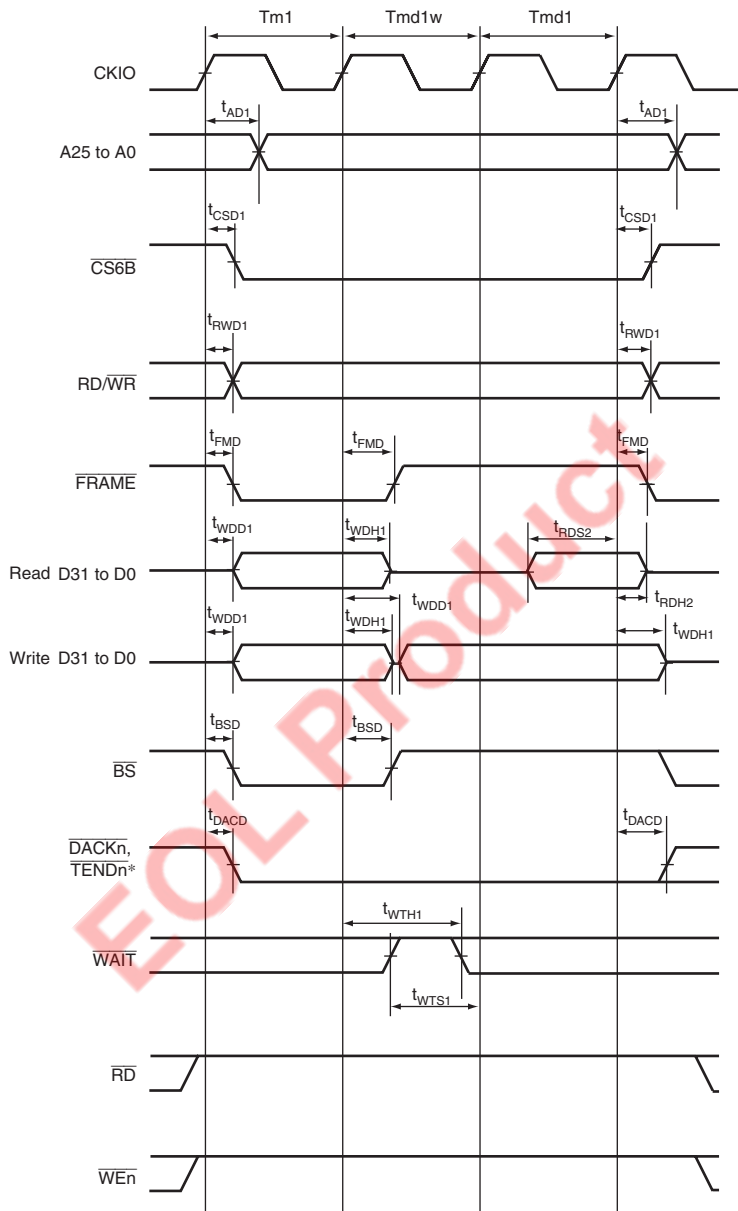 Tm1 Tmd1w Tmd1
CKIO
tAD1 tAD1
A25 to A0
tCSD1 tCSD1
CS6B
tRWD1 tRWD1
RD/WR
tFMD tFMD tFMD
FRAME
tWDD1 tWDH1 tRDS2
Read D31 to D0
tWDD1 tRDH2
tWDD1 tWDH1 tWDH1
Write D31 to D0
tBSD tBSD
BS
tDACD tDACD
DACKn,
TENDn*
tWTH1
WAIT
tWTS1
RD
WEn
EOL Product